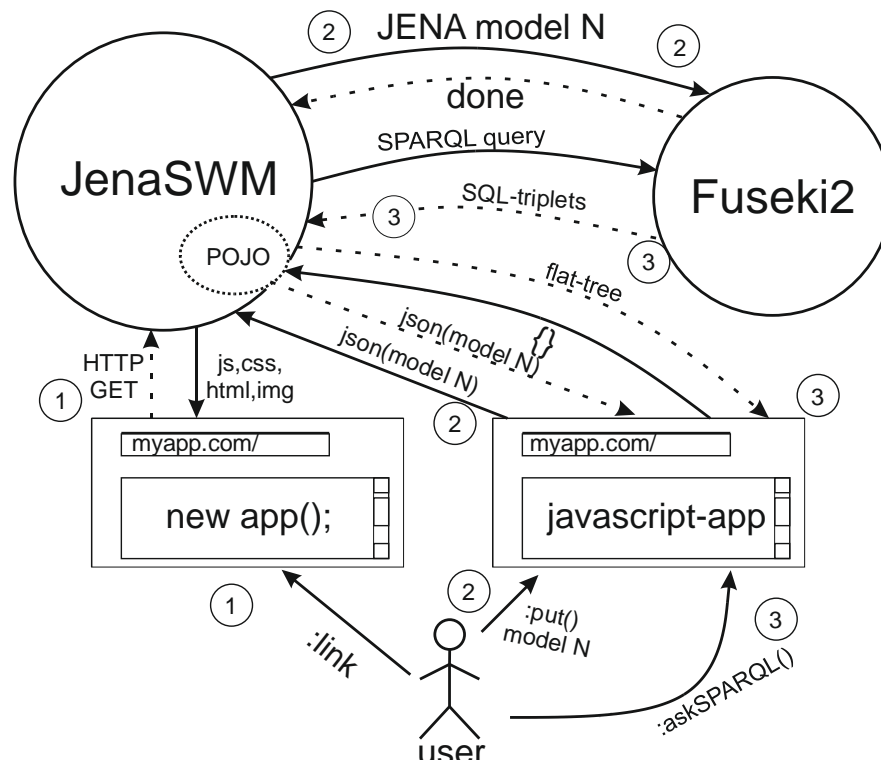 2
JENA model N
2
done
SPARQL query
JenaSWM
SQL-triplets
Fuseki2
3
3
POJO
flat-tree
json(model N)
{}
json(model N)
HTTP
GET
js,css,
html,img
1
2
3
myapp.com/
myapp.com/
new app();
javascript-app
1
2
:put()
model N
3
:link
:askSPARQL()
user